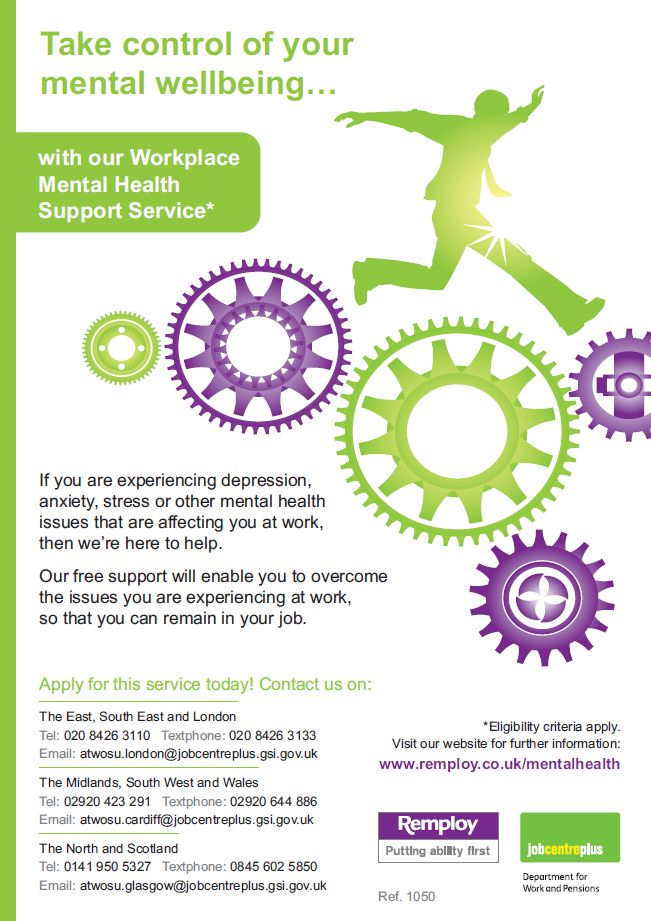 Take control of your
mental wellbeing…
with our Workplace
Mental Health
Support Service*
If you are experiencing depression,
anxiety, stress or other mental health
issues that are affecting you at work,
then we're here to help.
Our free support will enable you to overcome
the issues you are experiencing at work,
so that you can remain in your job.
Apply for this service today! Contact us on:
The East, South East and London
Tel: 020 8426 3110 Textphone: 020 8426 3133
Email: atwosu.london@jobcentreplus.gsi.gov.uk
The Midlands, South West and Wales
Tel: 02920 423 291 Textphone: 02920 644 886
Email: atwosu.cardiff@jobcentreplus.gsi.gov.uk
The North and Scotland
Tel: 0141 950 5327 Textphone: 0845 602 5850
Email: atwosu.glasgow@jobcentreplus.gsi.gov.uk
*Eligibility criteria apply.
Visit our website for further information:
www.remploy.co.uk/mentalhealth
Remploy
Putting ability first
jobcentreplus
Department for
Work and Pensions
Ref. 1050